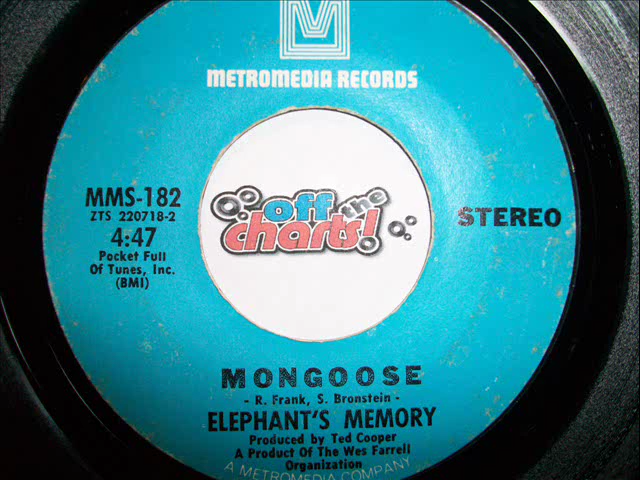 METROMEDIA RECORDS
MMS-182
ZTS 220718-2
4:47
Pocket Full
Of Tunes, Inc.
(BMI)
off
the
charts!
STEREO
MONGOOSE
- R. Frank, S. Bronstein -
ELEPHANT'S MEMORY
Produced by Ted Cooper
A Product Of The Wes Farrell
Organization
A METROMEDIA COMPANY